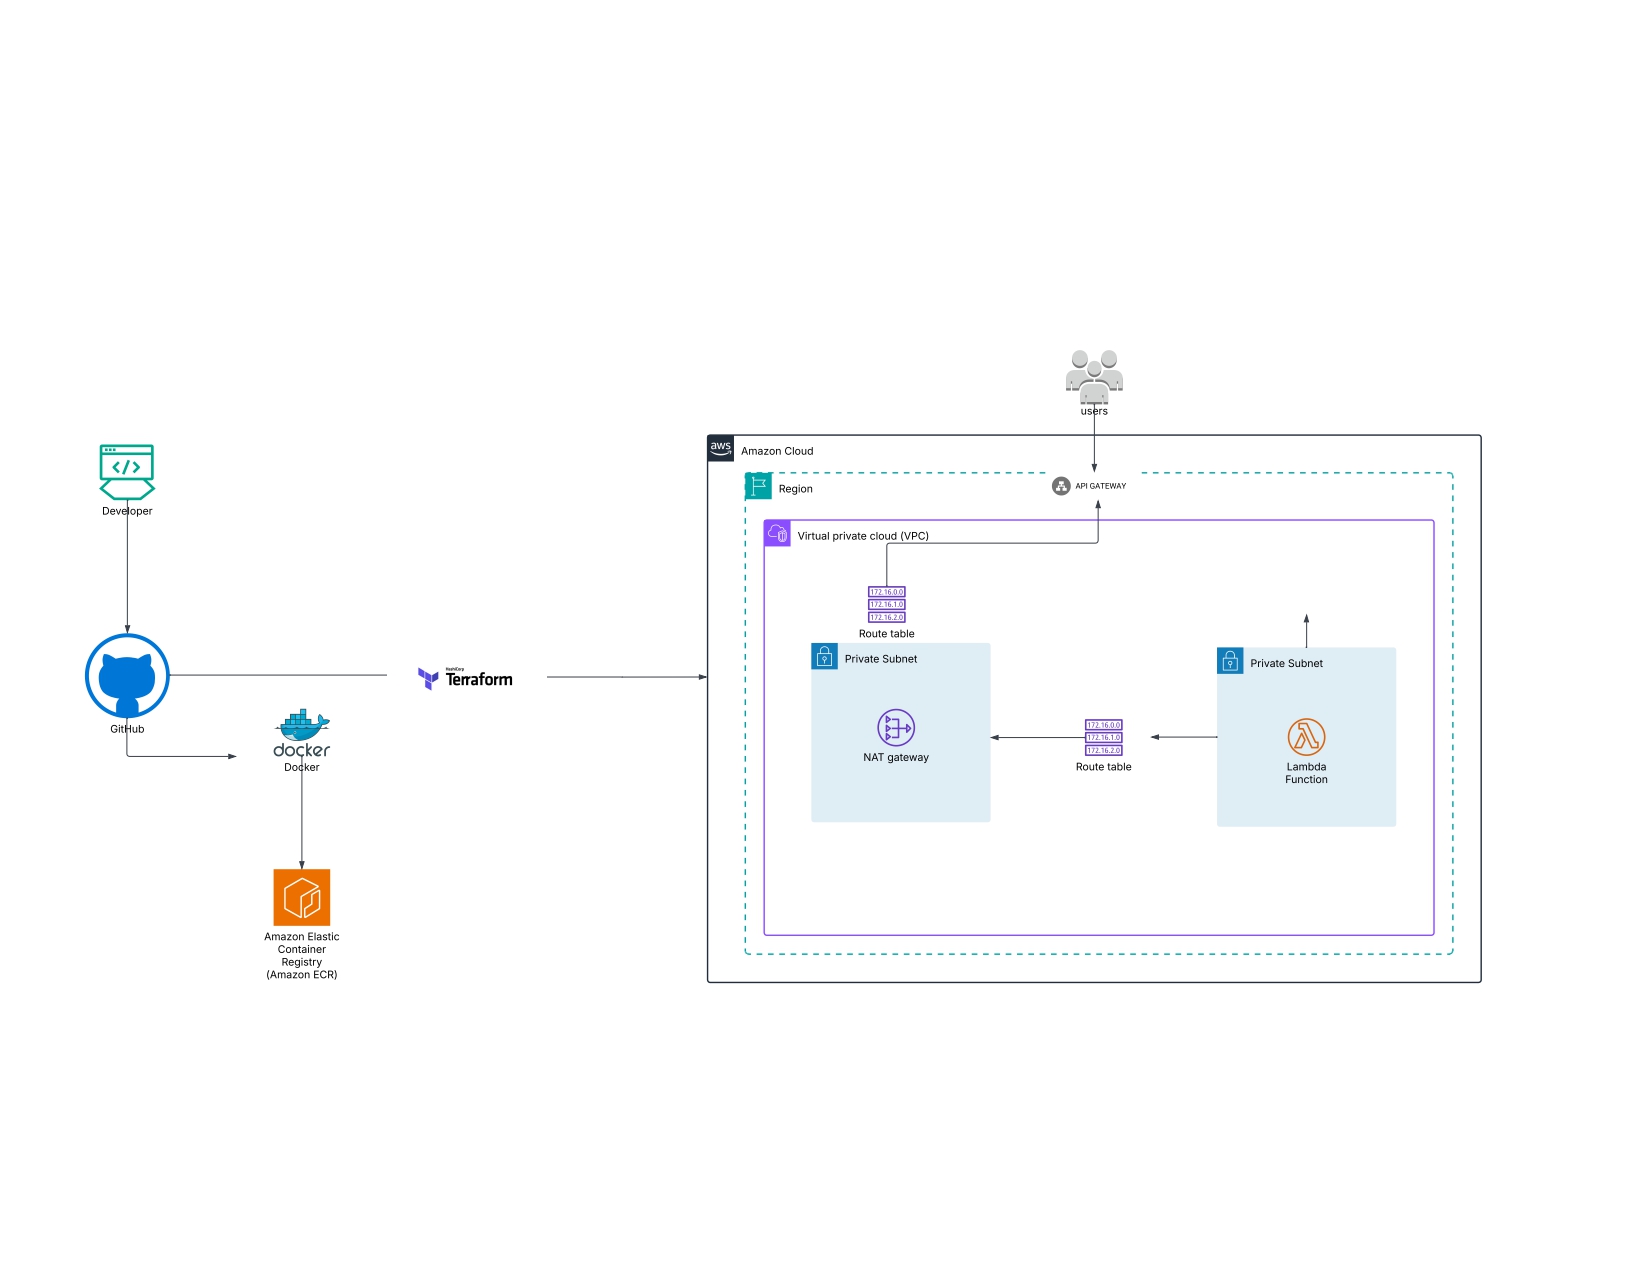 users
aws
Amazon Cloud
Region
API GATEWAY
Virtual private cloud (VPC)
172.16.0.0
172.16.1.0
172.16.2.0
Route table
Private Subnet
NAT gateway
172.16.0.0
172.16.1.0
172.16.2.0
Route table
Private Subnet
Lambda
Function
Developer
GitHub
HashiCorp
Terraform
docker
Docker
Amazon Elastic
Container
Registry
(Amazon ECR)